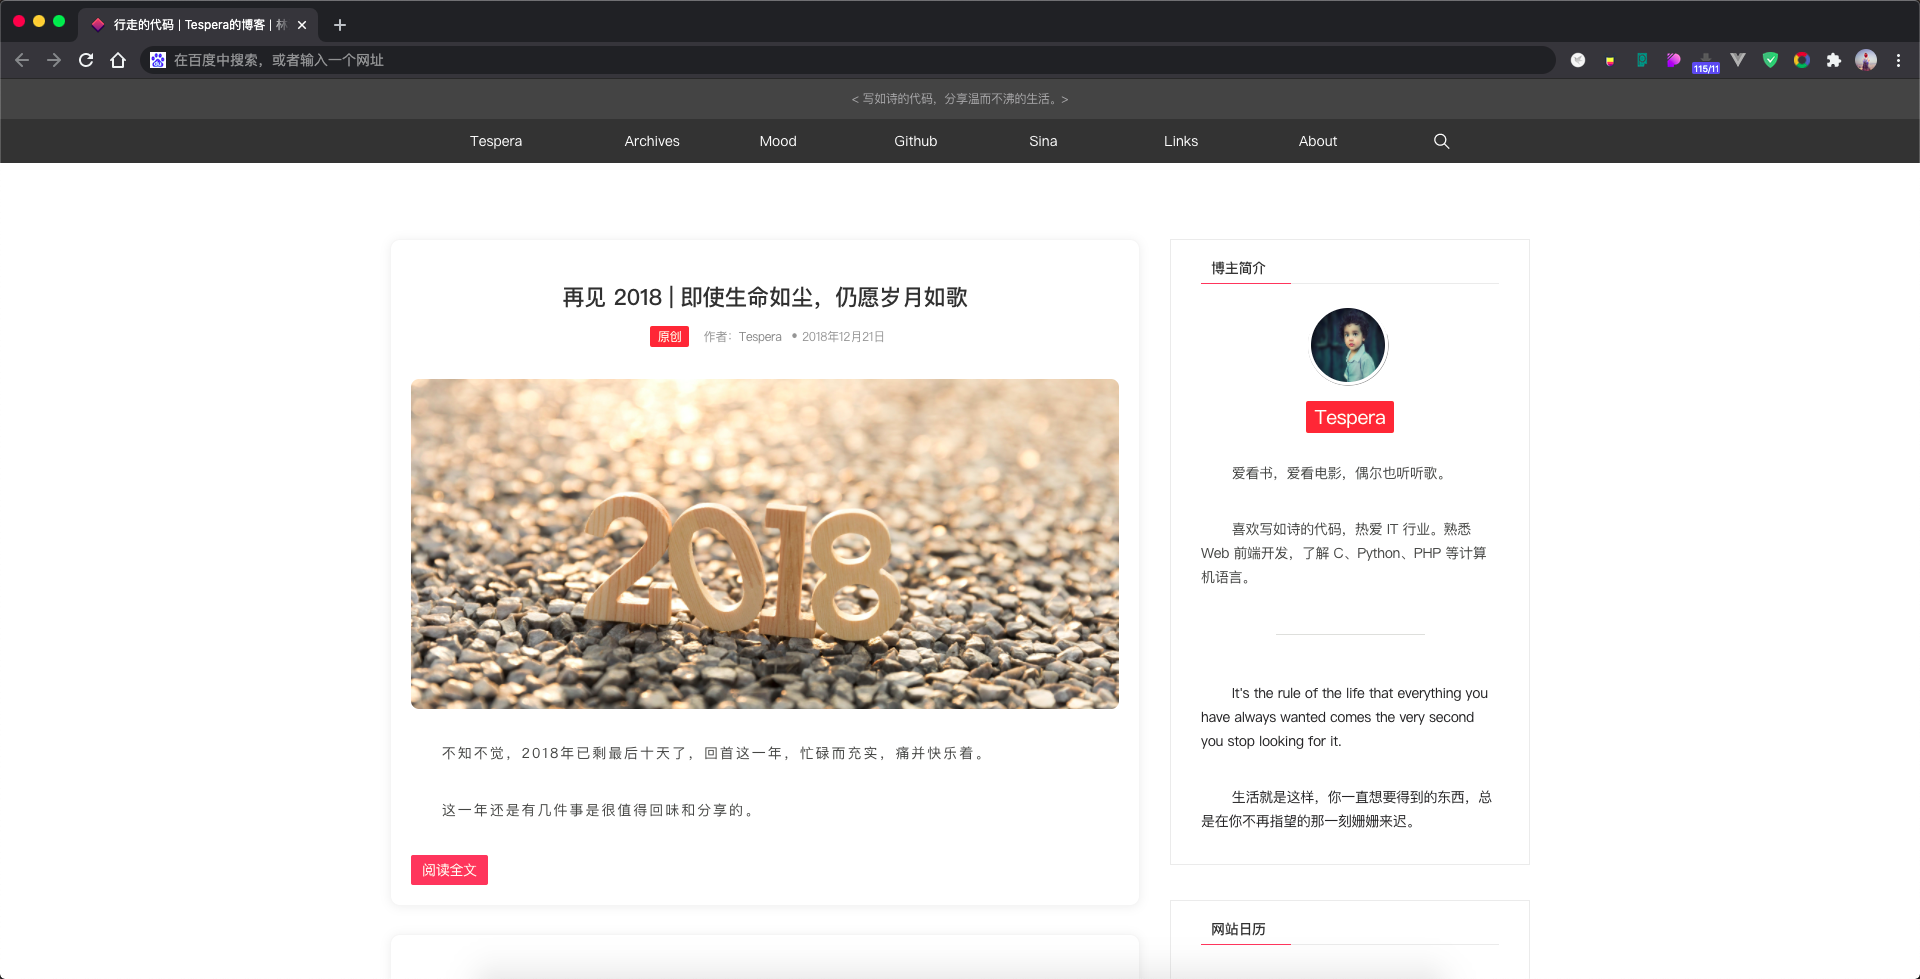 行走的代码 | Tespera的博客 | 林
在百度中搜索，或者输入一个网址
115/11
< 写如诗的代码，分享温而不沸的生活。>
Tespera Archives Mood Github Sina Links About
再见 2018 | 即使生命如尘，仍愿岁月如歌
原创 作者：Tespera • 2018年12月21日
2018
不知不觉，2018年已剩最后十天了，回首这一年，忙碌而充实，痛并快乐着。
这一年还是有几件事是很值得回味和分享的。
阅读全文
博主简介
Tespera
爱看书，爱看电影，偶尔也听听歌。
喜欢写如诗的代码，热爱 IT 行业。熟悉
Web 前端开发，了解 C、Python、PHP 等计算
机语言。
It's the rule of the life that everything you
have always wanted comes the very second
you stop looking for it.
生活就是这样，你一直想要得到的东西，总
是在你不再指望的那一刻姗姗来迟。
网站日历